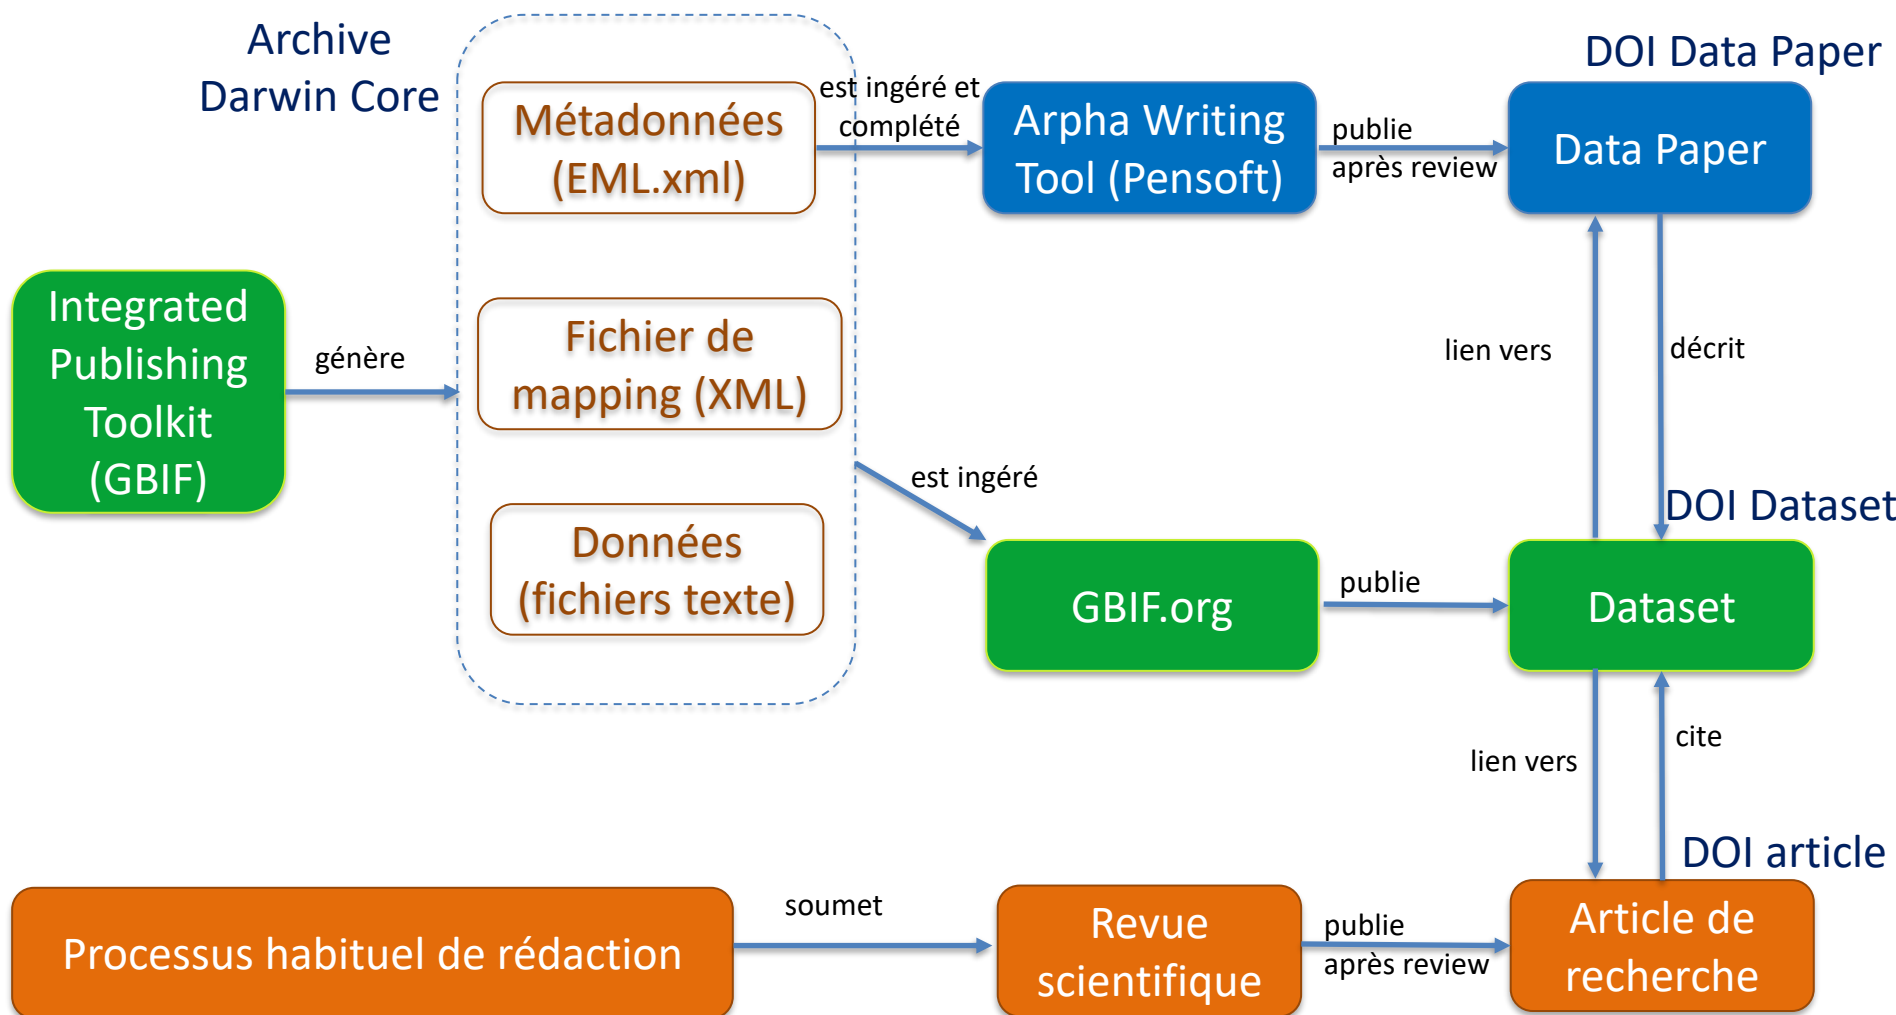 Archive
Darwin Core
DOI Data Paper
Métadonnées
(EML.xml)
est ingéré et
complété
Arpha Writing
Tool (Pensoft)
publie
après review
Data Paper
Integrated
Publishing
Toolkit
(GBIF)
génère
Fichier de
mapping (XML)
lien vers
décrit
Données
(fichiers texte)
est ingéré
DOI Dataset
GBIF.org
publie
Dataset
lien vers
cite
DOI article
Processus habituel de rédaction
soumet
Revue
scientifique
publie
après review
Article de
recherche